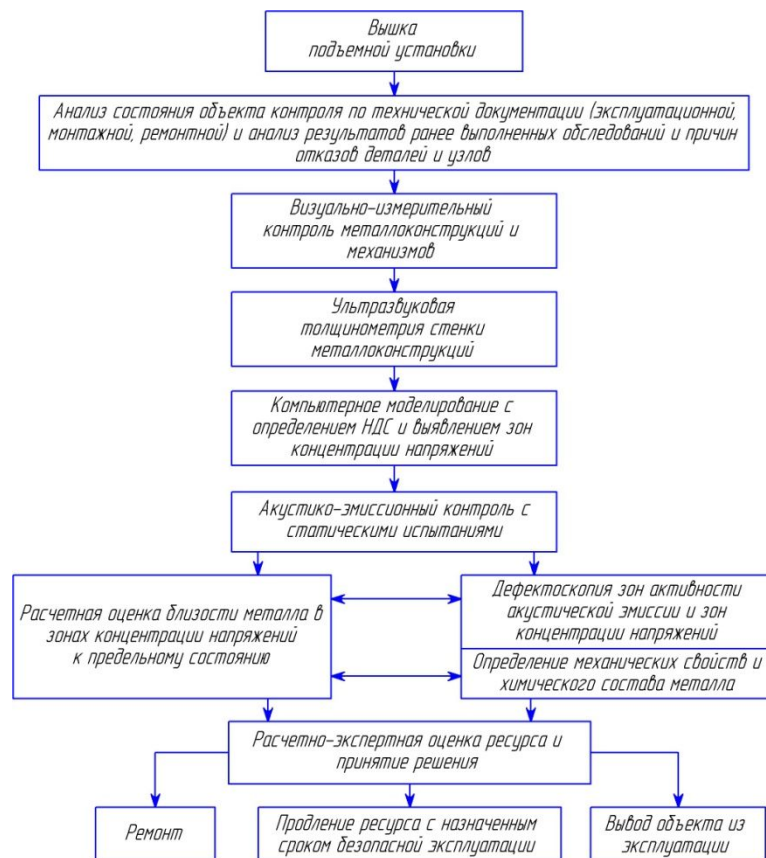 Вышка
подъемной установки
Анализ состояния объекта контроля по технической документации (эксплуатационной,
монтажной, ремонтной) и анализ результатов ранее выполненных обследований и причин
отказов деталей и узлов
Визуально-измерительный
контроль металлоконструкций и
механизмов
Ультразвуковая
толщинометрия стенки
металлоконструкций
Компьютерное моделирование с
определением НДС и выявлением зон
концентрации напряжений
Акустико-эмиссионный контроль с
статическими испытаниями
Расчетная оценка близости металла в
зонах концентрации напряжений
к предельному состоянию
Дефектоскопия зон активности
акустической эмиссии и зон
концентрации напряжений
Определение механических свойств и
химического состава металла
Расчетно-экспертная оценка ресурса и
принятие решения
Ремонт
Продление ресурса с назначенным
сроком безопасной эксплуатации
Вывод объекта из
эксплуатации